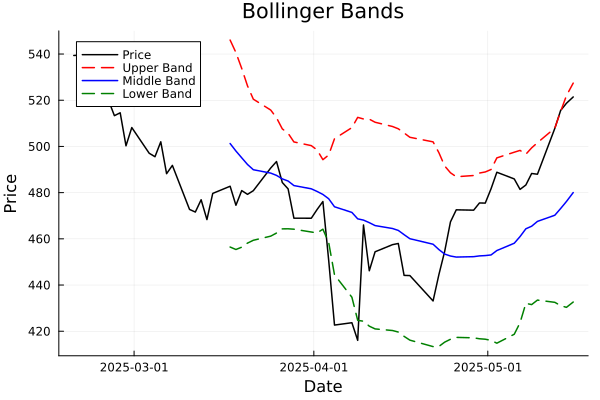 Bollinger Bands
Price
Upper Band
Middle Band
Lower Band
540
520
500
480
460
440
420
Price
2025-03-01
2025-04-01
2025-05-01
Date